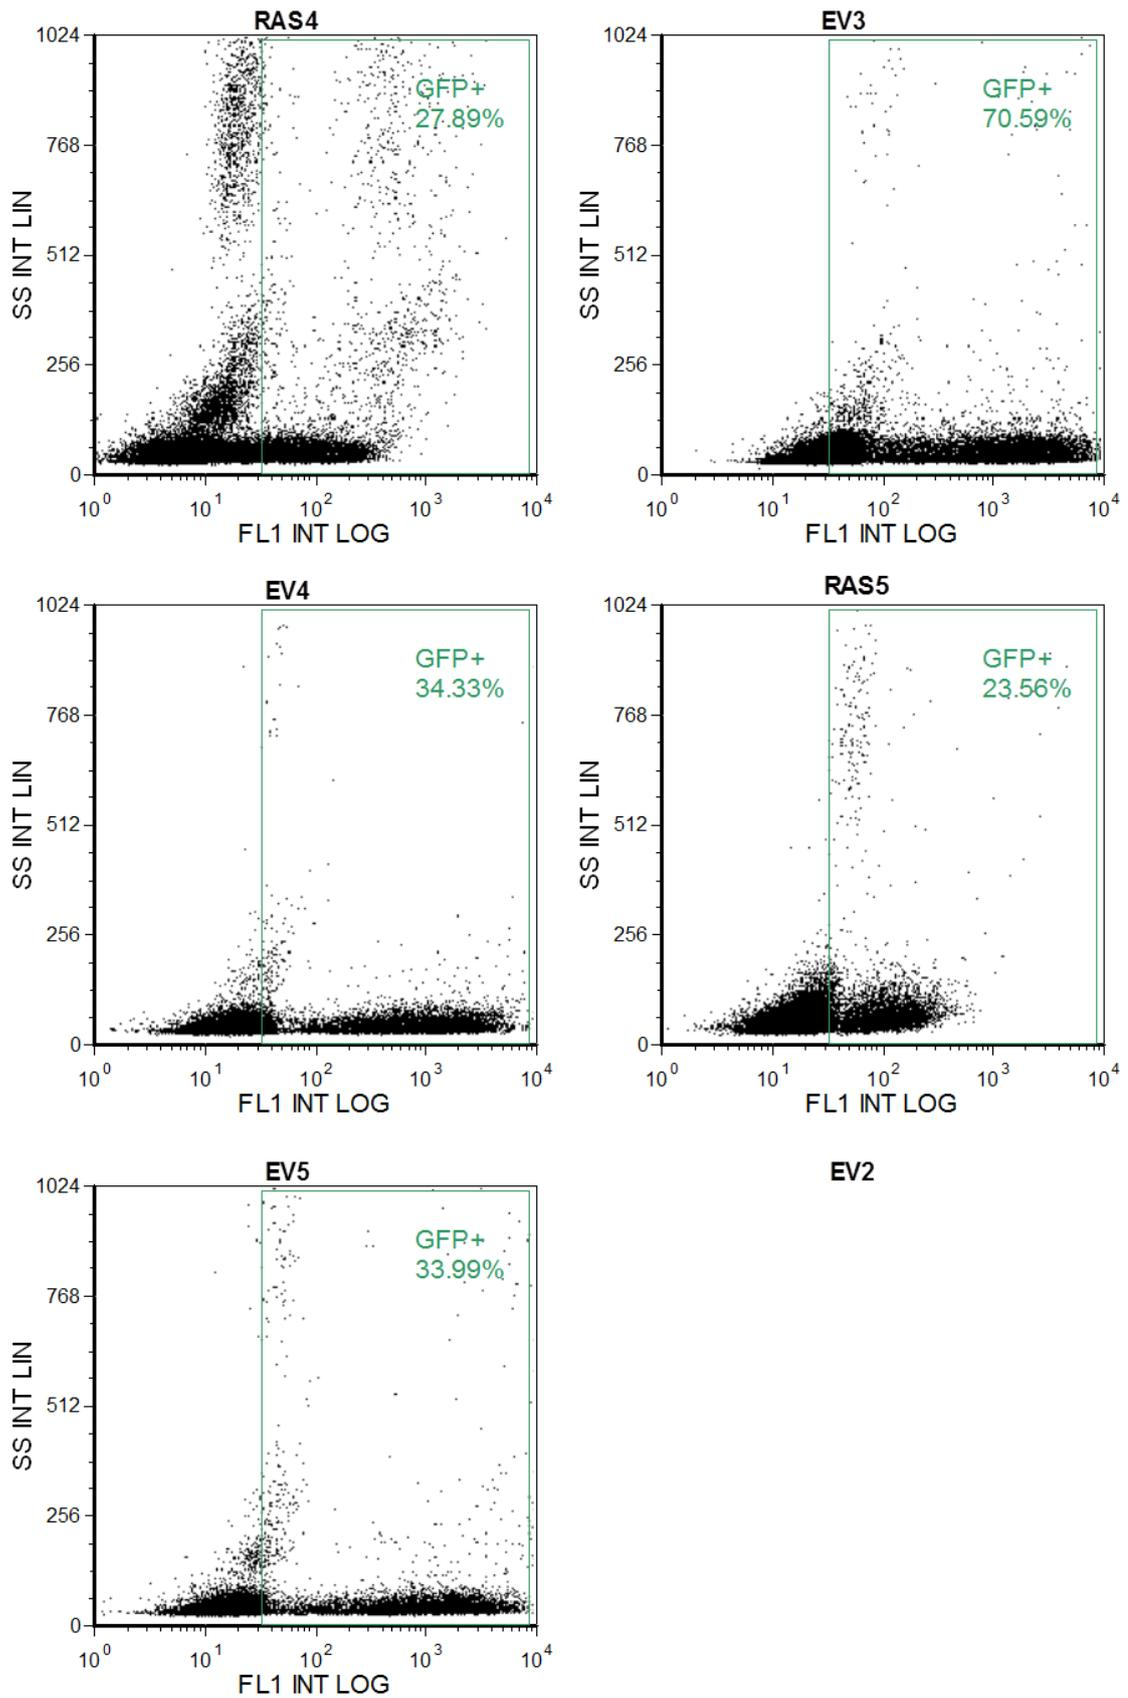 RAS4
1024
768
512
256
0
SS INT LIN
GFP+
27.89%
10^0 10^1 10^2 10^3 10^4
FL1 INT LOG
EV3
1024
768
512
256
0
SS INT LIN
GFP+
70.59%
10^0 10^1 10^2 10^3 10^4
FL1 INT LOG
EV4
1024
768
512
256
0
SS INT LIN
GFP+
34.33%
10^0 10^1 10^2 10^3 10^4
FL1 INT LOG
RAS5
1024
768
512
256
0
SS INT LIN
GFP+
23.56%
10^0 10^1 10^2 10^3 10^4
FL1 INT LOG
EV5
1024
768
512
256
0
SS INT LIN
GFP+
33.99%
10^0 10^1 10^2 10^3 10^4
FL1 INT LOG
EV2